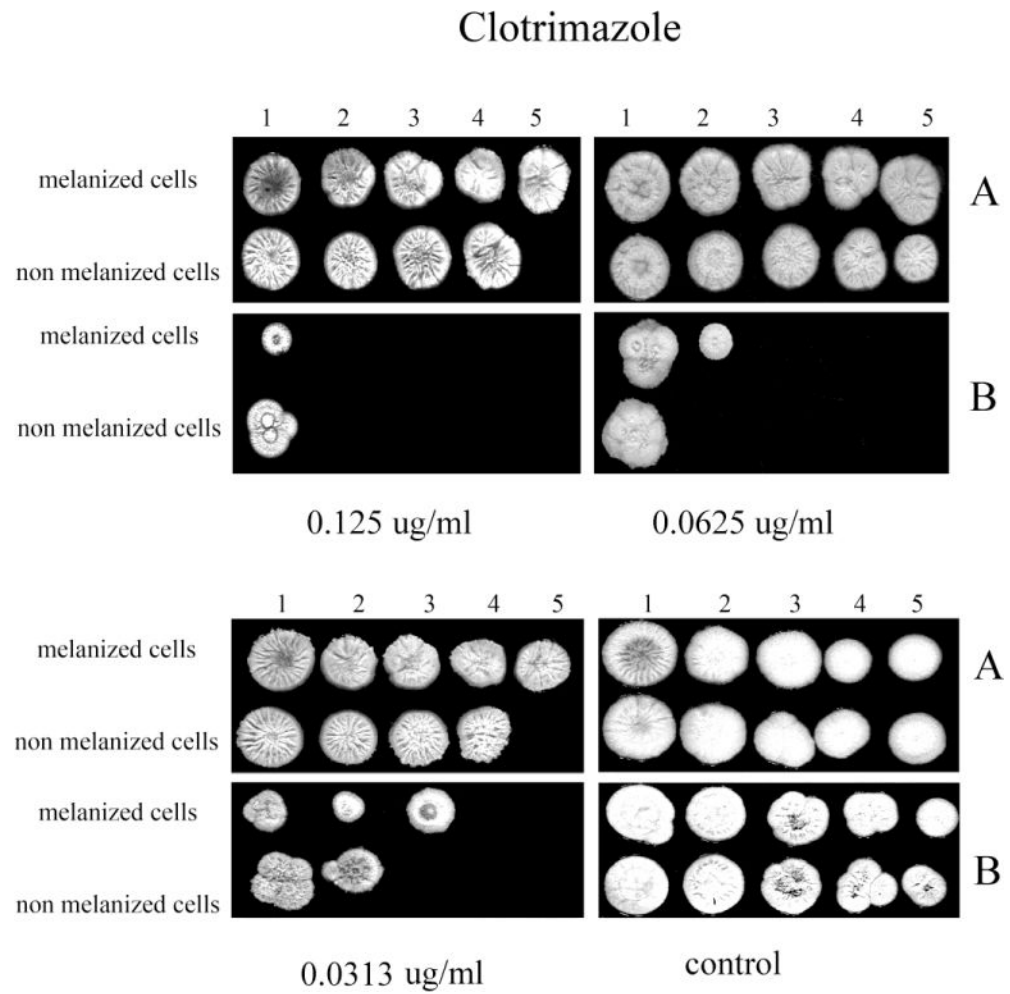 Clotrimazole
1 2 3 4 5 1 2 3 4 5
melanized cells
A
non melanized cells
melanized cells
B
non melanized cells
0.125 ug/ml 0.0625 ug/ml
1 2 3 4 5 1 2 3 4 5
melanized cells
A
non melanized cells
melanized cells
B
non melanized cells
0.0313 ug/ml control